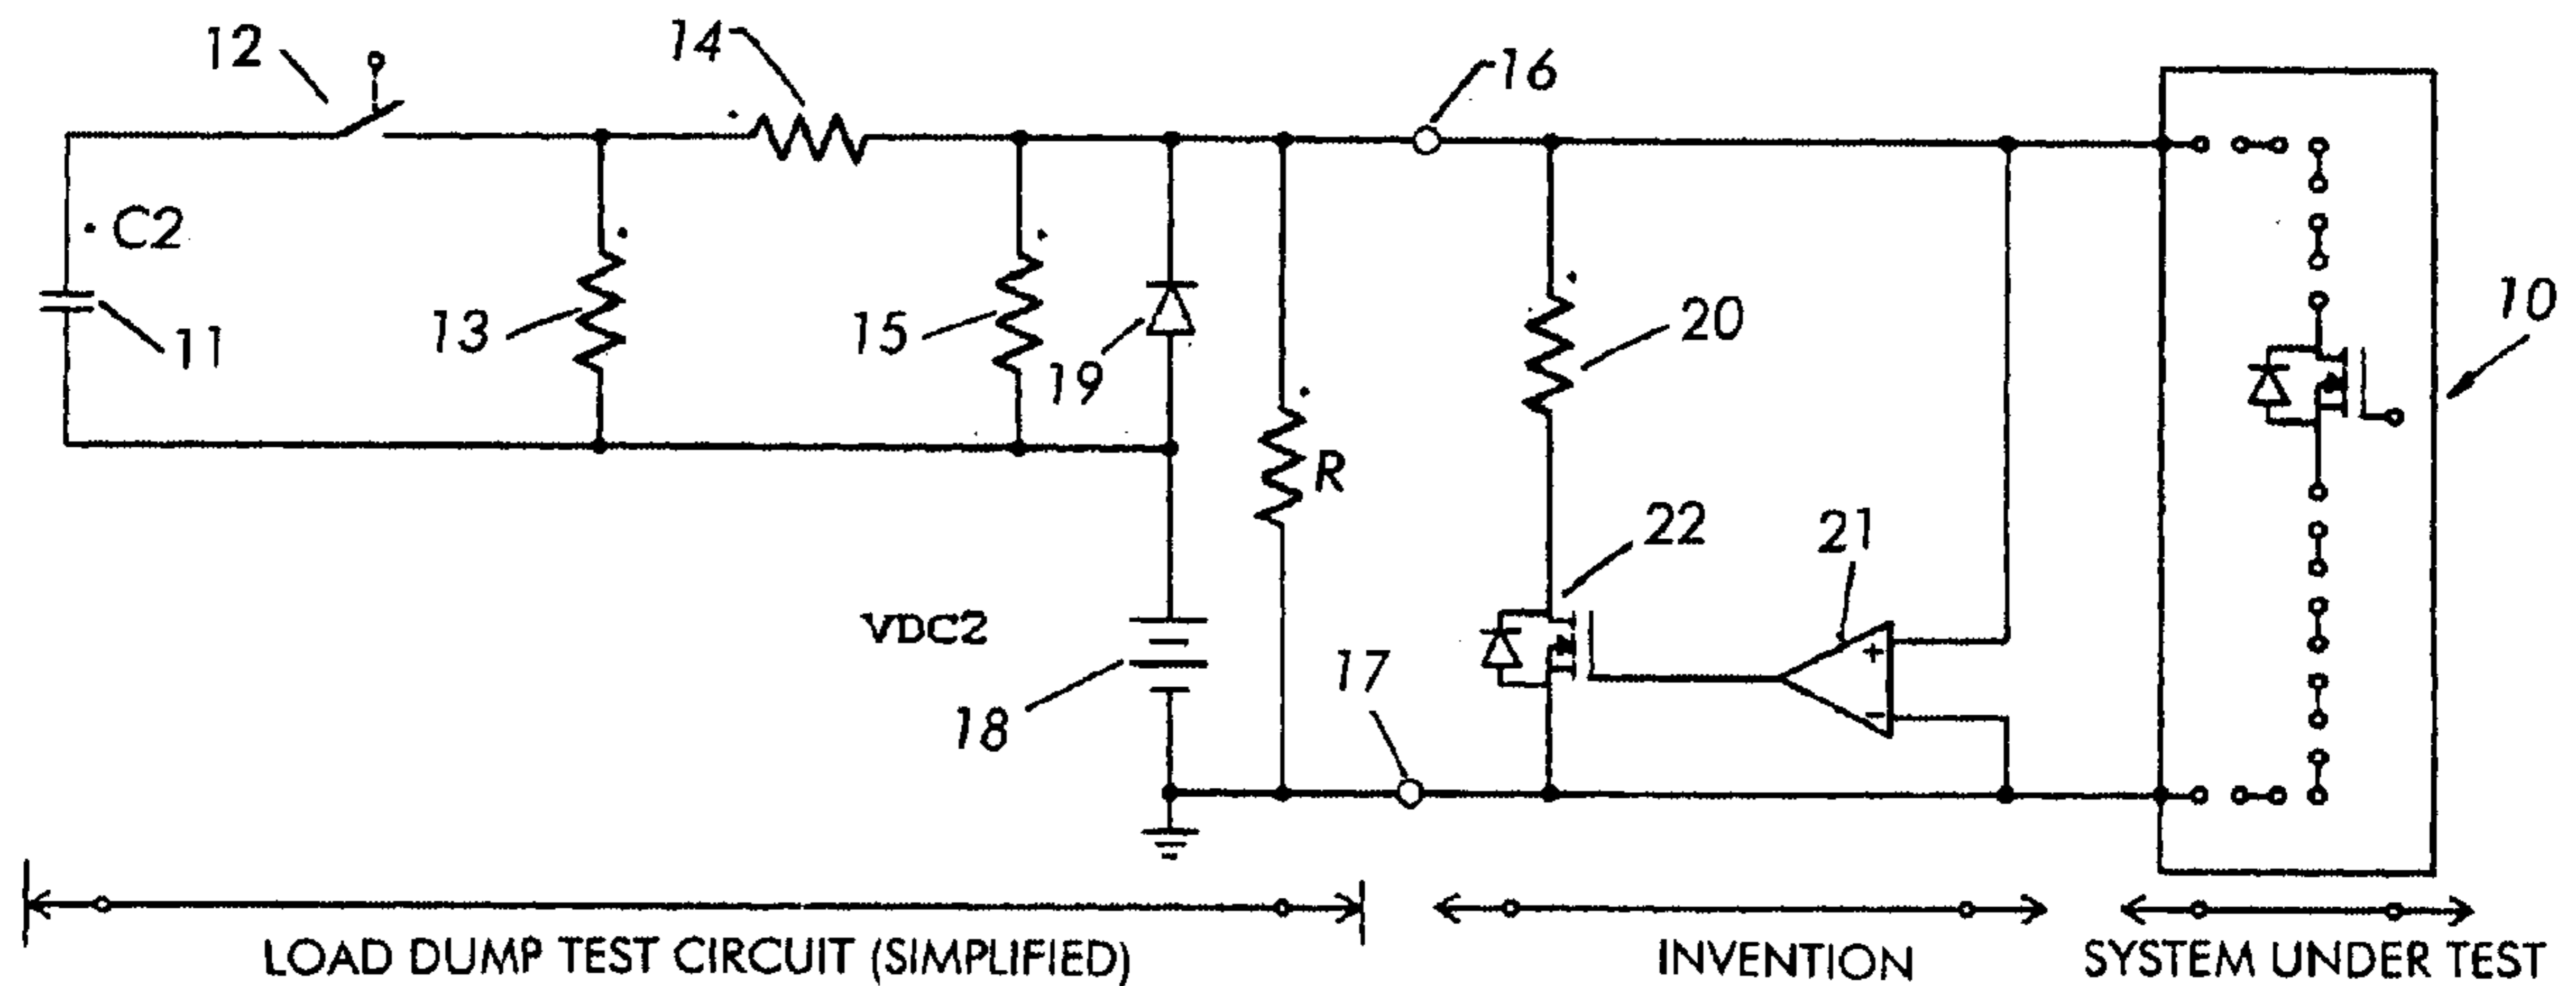 12
14
16
C2
11
13
15
19
20
10
R
22
21
+
−
VDC2
18
17
LOAD DUMP TEST CIRCUIT (SIMPLIFIED)
INVENTION
SYSTEM UNDER TEST